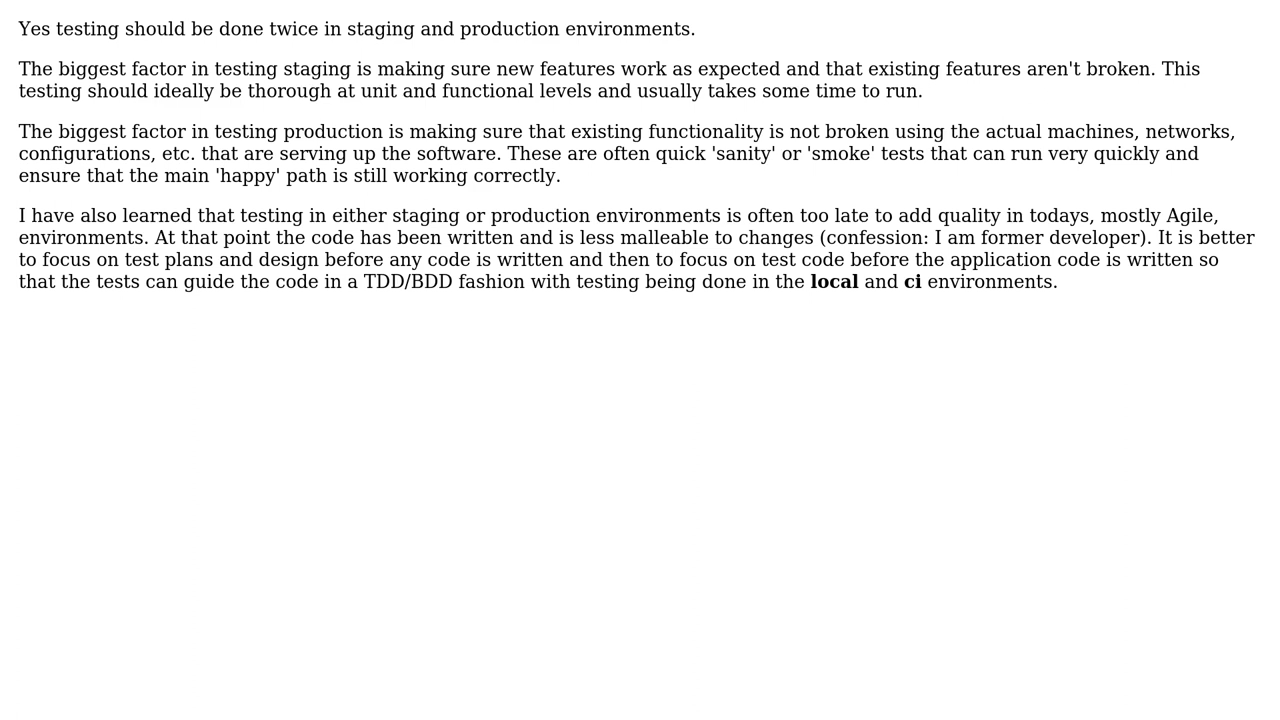 Yes testing should be done twice in staging and production environments.
The biggest factor in testing staging is making sure new features work as expected and that existing features aren't broken. This
testing should ideally be thorough at unit and functional levels and usually takes some time to run.
The biggest factor in testing production is making sure that existing functionality is not broken using the actual machines, networks,
configurations, etc. that are serving up the software. These are often quick 'sanity' or 'smoke' tests that can run very quickly and
ensure that the main 'happy' path is still working correctly.
I have also learned that testing in either staging or production environments is often too late to add quality in todays, mostly Agile,
environments. At that point the code has been written and is less malleable to changes (confession: I am former developer). It is better
to focus on test plans and design before any code is written and then to focus on test code before the application code is written so
that the tests can guide the code in a TDD/BDD fashion with testing being done in the local and ci environments.